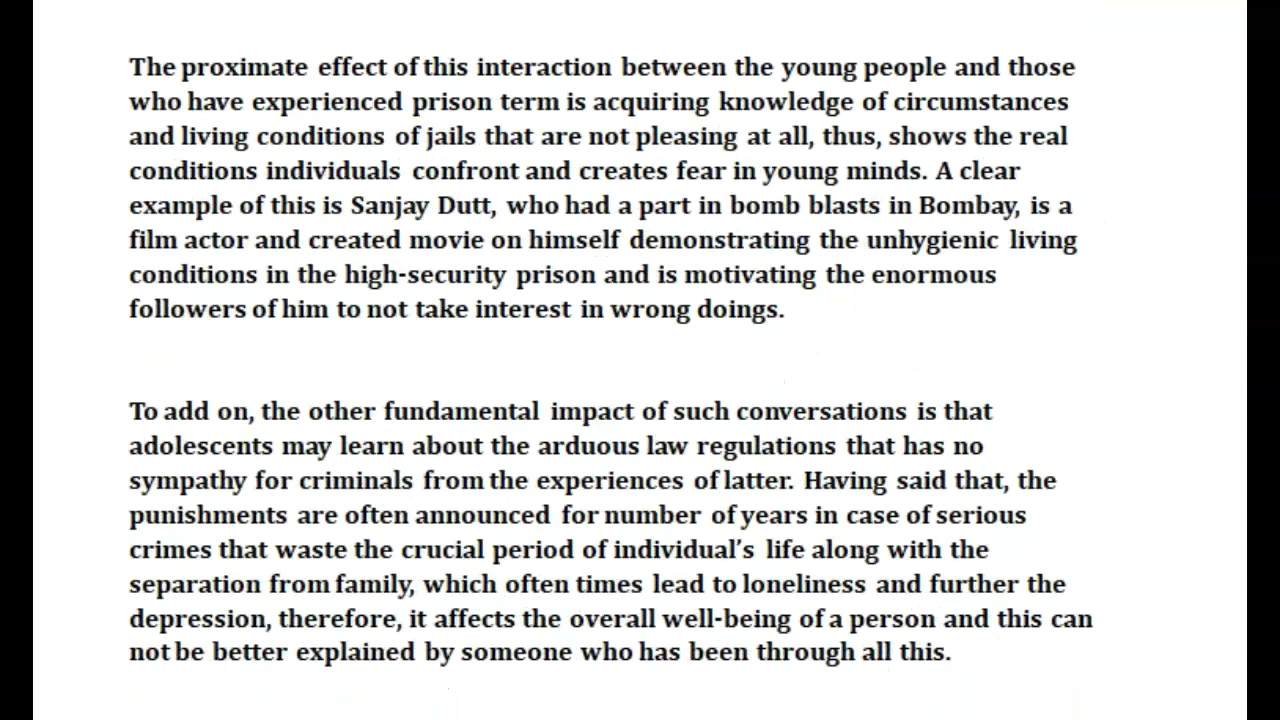 The proximate effect of this interaction between the young people and those
who have experienced prison term is acquiring knowledge of circumstances
and living conditions of jails that are not pleasing at all, thus, shows the real
conditions individuals confront and creates fear in young minds. A clear
example of this is Sanjay Dutt, who had a part in bomb blasts in Bombay, is a
film actor and created movie on himself demonstrating the unhygienic living
conditions in the high-security prison and is motivating the enormous
followers of him to not take interest in wrong doings.
To add on, the other fundamental impact of such conversations is that
adolescents may learn about the arduous law regulations that has no
sympathy for criminals from the experiences of latter. Having said that, the
punishments are often announced for number of years in case of serious
crimes that waste the crucial period of individual's life along with the
separation from family, which often times lead to loneliness and further the
depression, therefore, it affects the overall well-being of a person and this can
not be better explained by someone who has been through all this.